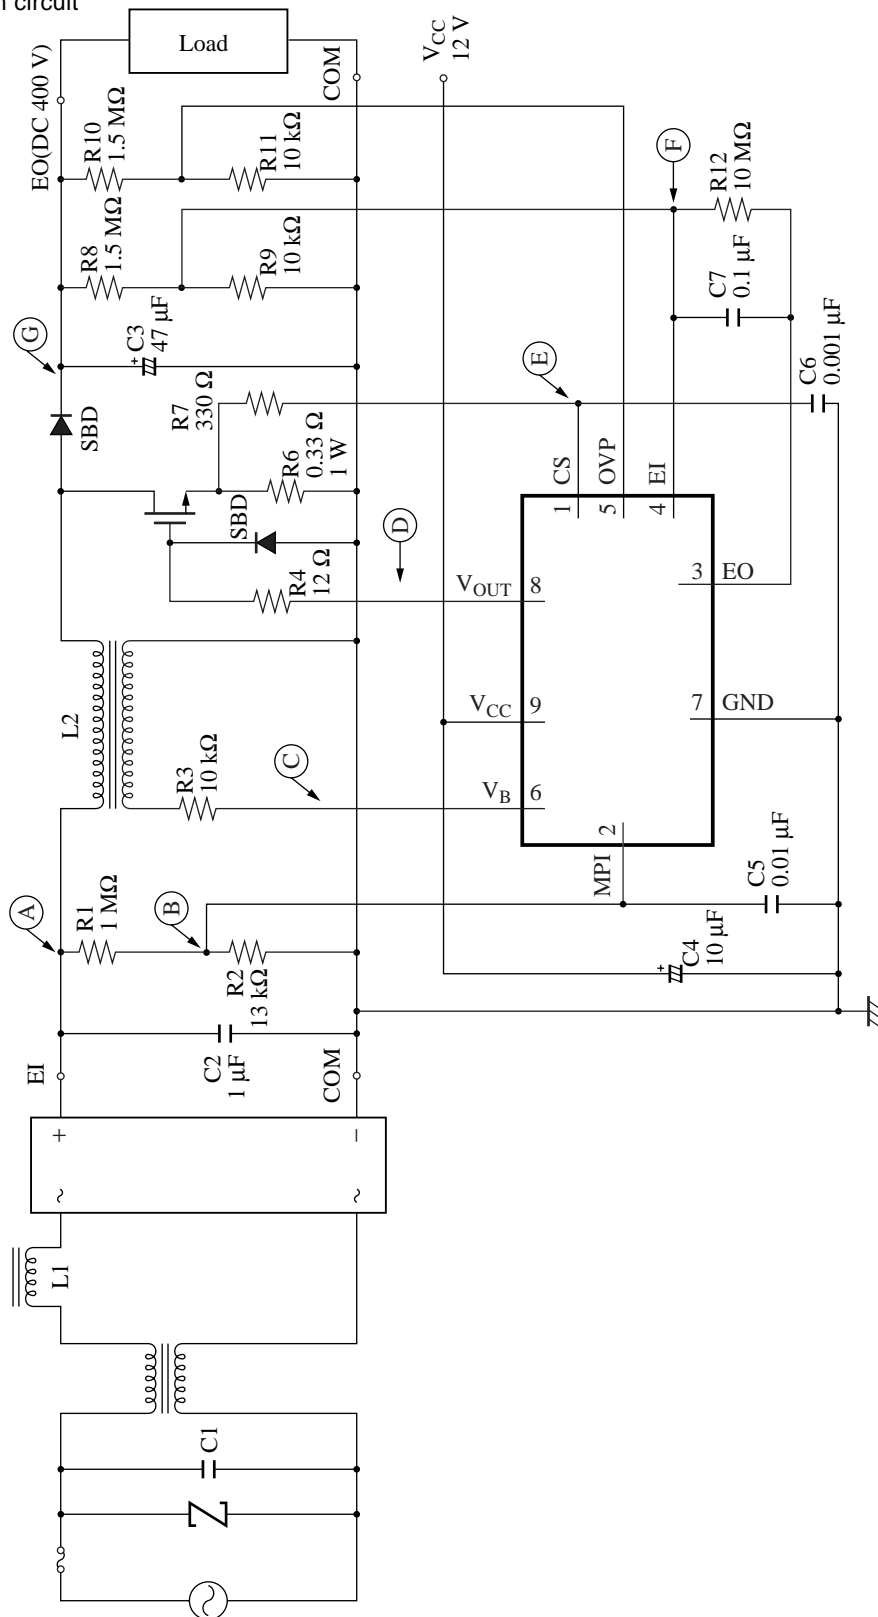 n circuit
Load
EO(DC 400 V)
COM
V_CC
12 V
R10
1.5 MΩ
R11
10 kΩ
R8
1.5 MΩ
R9
10 kΩ
F
R12
10 MΩ
C7
0.1 μF
G
C3
+
47 μF
E
C6
0.001 μF
SBD
R7
330 Ω
R6
0.33 Ω
1 W
SBD
D
R4
12 Ω
CS
OVP
EI
1
5
4
V_OUT
8
3
EO
L2
V_CC
9
7
GND
R3
10 kΩ
C
V_B
6
2
MPI
C5
0.01 μF
A
R1
1 MΩ
B
R2
13 kΩ
C4
+
10 μF
EI
C2
1 μF
COM
+
−
~
~
L1
C1